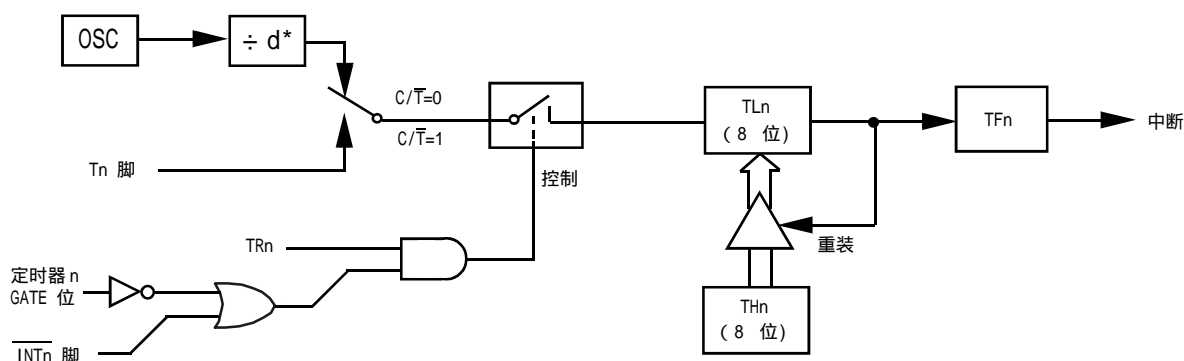 OSC
÷ d*
C/T̅=0
C/T̅=1
Tn 脚
控制
TLn
(8 位)
TFn
中断
重装
TRn
定时器 n
GATE 位
I̅N̅T̅n̅ 脚
THn
(8 位)